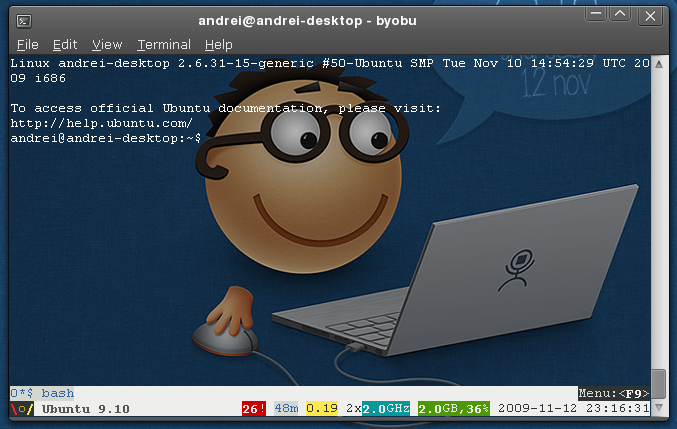 andrei@andrei-desktop - byobu
File Edit View Terminal Help
Linux andrei-desktop 2.6.31-15-generic #50-Ubuntu SMP Tue Nov 10 14:54:29 UTC 20
09 i686
To access official Ubuntu documentation, please visit:
http://help.ubuntu.com/
andrei@andrei-desktop:~$
12 nov
0*$ bash Menu:<F9>
\o/ Ubuntu 9.10 26! 48m 0.19 2x2.0GHz 2.0GB,36% 2009-11-12 23:16:31